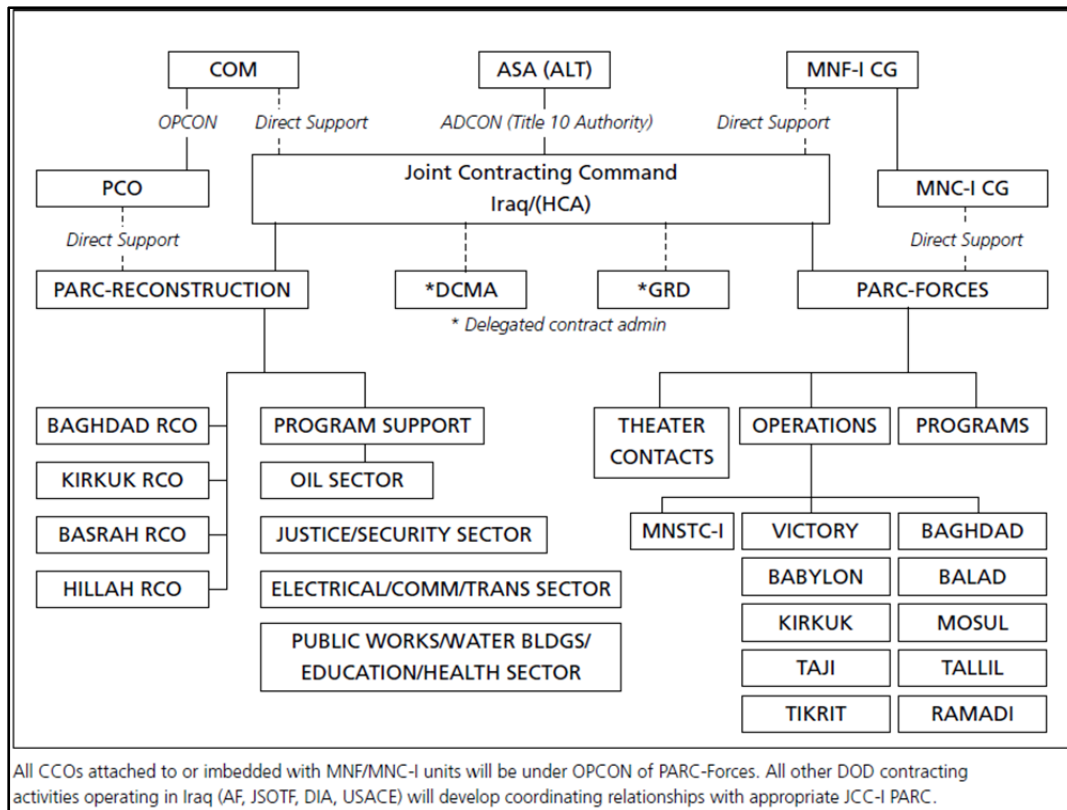 COM
ASA (ALT)
MNF-I CG
OPCON
Direct Support
ADCON (Title 10 Authority)
Direct Support
Joint Contracting Command
Iraq/(HCA)
PCO
MNC-I CG
Direct Support
Direct Support
PARC-RECONSTRUCTION
*DCMA
*GRD
PARC-FORCES
* Delegated contract admin
BAGHDAD RCO
KIRKUK RCO
BASRAH RCO
HILLAH RCO
PROGRAM SUPPORT
OIL SECTOR
JUSTICE/SECURITY SECTOR
ELECTRICAL/COMM/TRANS SECTOR
PUBLIC WORKS/WATER BLDGS/
EDUCATION/HEALTH SECTOR
THEATER
CONTACTS
OPERATIONS
PROGRAMS
MNSTC-I
VICTORY
BAGHDAD
BABYLON
BALAD
KIRKUK
MOSUL
TAJI
TALLIL
TIKRIT
RAMADI
All CCOs attached to or imbedded with MNF/MNC-I units will be under OPCON of PARC-Forces. All other DOD contracting
activities operating in Iraq (AF, JSOTF, DIA, USACE) will develop coordinating relationships with appropriate JCC-I PARC.